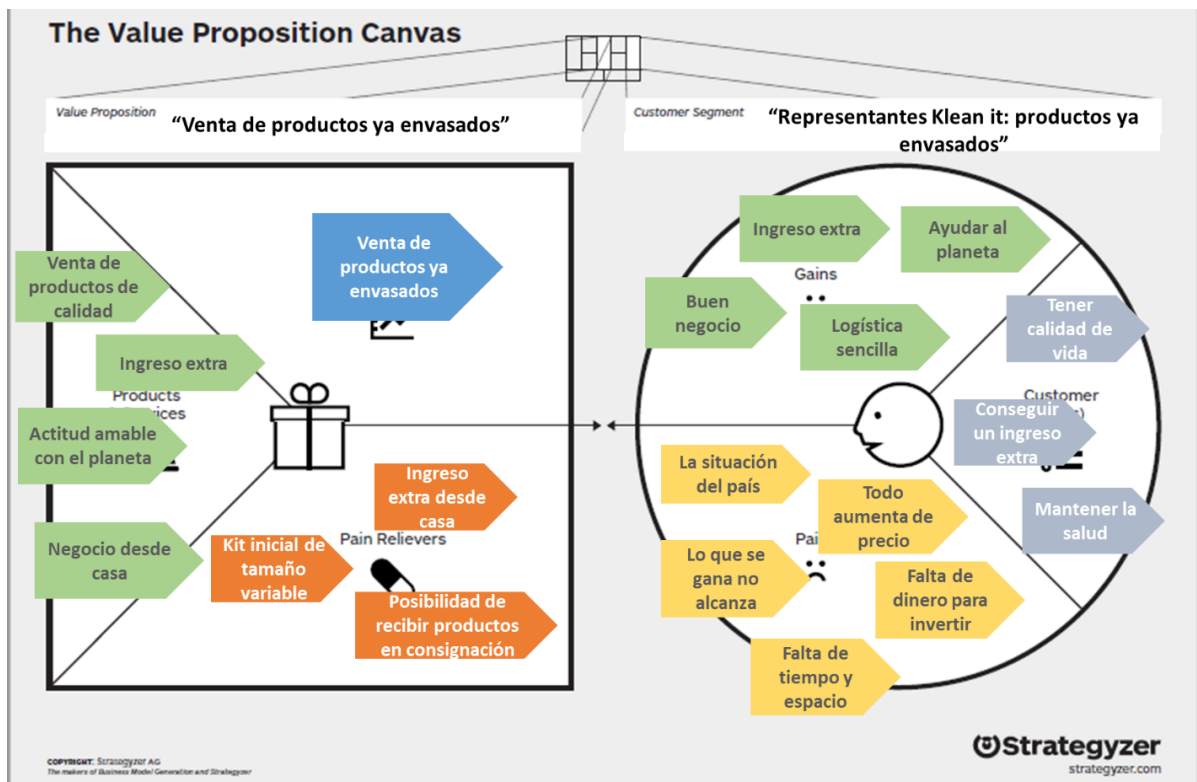 The Value Proposition Canvas
Value Proposition
“Venta de productos ya envasados”
Customer Segment
“Representantes Klean it: productos ya
envasados”
Venta de
productos ya
envasados
Venta de
productos de
calidad
Ingreso extra
Products
ices
Actitud amable
con el planeta
Negocio desde
casa
Ingreso
extra desde
casa
Pain Relievers
Kit inicial de
tamaño
variable
Posibilidad de
recibir productos
en consignación
Ingreso extra
Ayudar al
planeta
Gains
Buen
negocio
Logística
sencilla
Tener
calidad de
vida
Customer
Conseguir
un ingreso
extra
Mantener la
salud
La situación
del país
Todo
aumenta de
precio
Pai
Lo que se
gana no
alcanza
Falta de
dinero para
invertir
Falta de
tiempo y
espacio
COPYRIGHT: Strategyzer AG
The makers of Business Model Generation and Strategyzer
Strategyzer
strategyzer.com